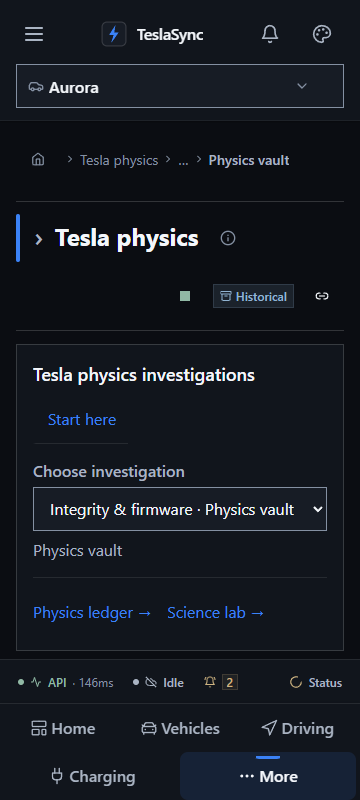 TeslaSync
Aurora
Tesla physics ... Physics vault
Tesla physics
Historical
Tesla physics investigations
Start here
Choose investigation
Integrity & firmware · Physics vault
Physics vault
Physics ledger → Science lab →
API · 146ms Idle 2 Status
Home Vehicles Driving
Charging More